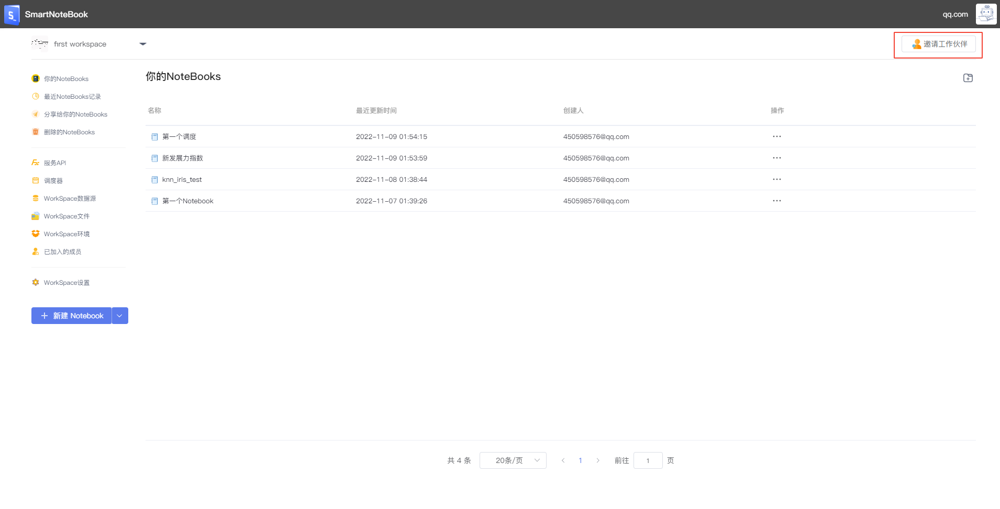 SmartNoteBook
qq.com
first workspace
邀请工作伙伴
你的NoteBooks
最近NoteBooks记录
分享给你的NoteBooks
删除的NoteBooks
服务API
调度器
WorkSpace数据源
WorkSpace文件
WorkSpace环境
已加入的成员
WorkSpace设置
新建 Notebook
你的NoteBooks
名称 最近更新时间 创建人 操作
第一个调度 2022-11-09 01:54:15 450598576@qq.com ···
新发展力指数 2022-11-09 01:53:59 450598576@qq.com ···
knn_iris_test 2022-11-08 01:38:44 450598576@qq.com ···
第一个Notebook 2022-11-07 01:39:26 450598576@qq.com ···
共 4 条 20条/页 1 前往 1 页